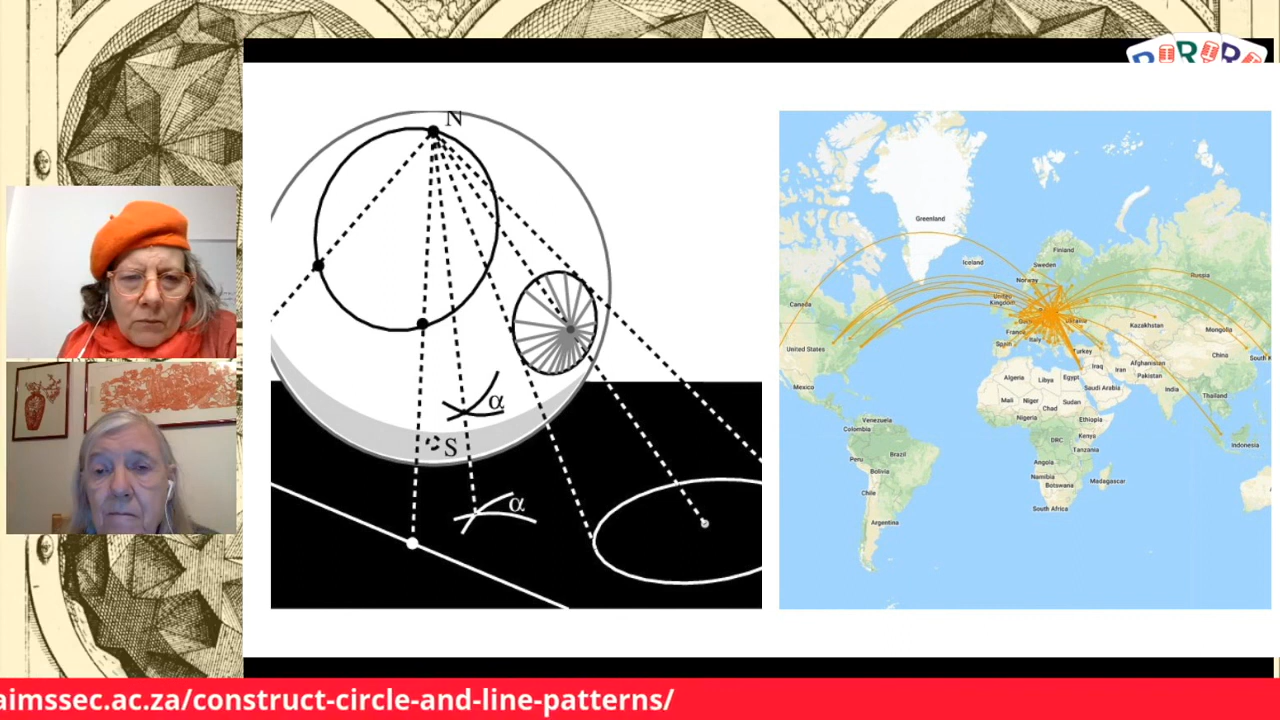 N
α
S
α
Greenland
Iceland
Finland
Sweden
Norway
Russia
Canada
United
Kingdom
Ukraine
France
Kazakhstan
Mongolia
Spain
Italy
United States
Turkey
China
South K
Iraq
Iran
Afghanistan
Pakistan
Algeria
Libya
Egypt
Saudi Arabia
Mexico
India
Mali
Niger
Sudan
Thailand
Chad
Nigeria
Ethiopia
Venezuela
Colombia
Kenya
DRC
Indonesia
Tanzania
Peru
Brazil
Angola
Bolivia
Namibia
Madagascar
Botswana
Chile
South Africa
Argentina
aimssec.ac.za/construct-circle-and-line-patterns/